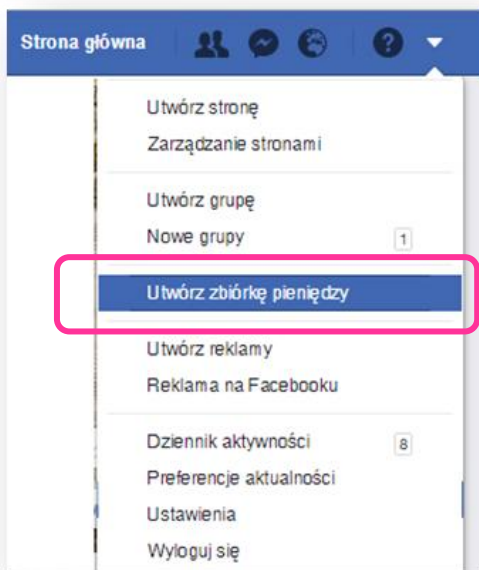 Strona główna
Utwórz stronę
Zarządzanie stronami
Utwórz grupę
Nowe grupy 1
Utwórz zbiórkę pieniędzy
Utwórz reklamy
Reklama na Facebooku
Dziennik aktywności 8
Preferencje aktualności
Ustawienia
Wyloguj się